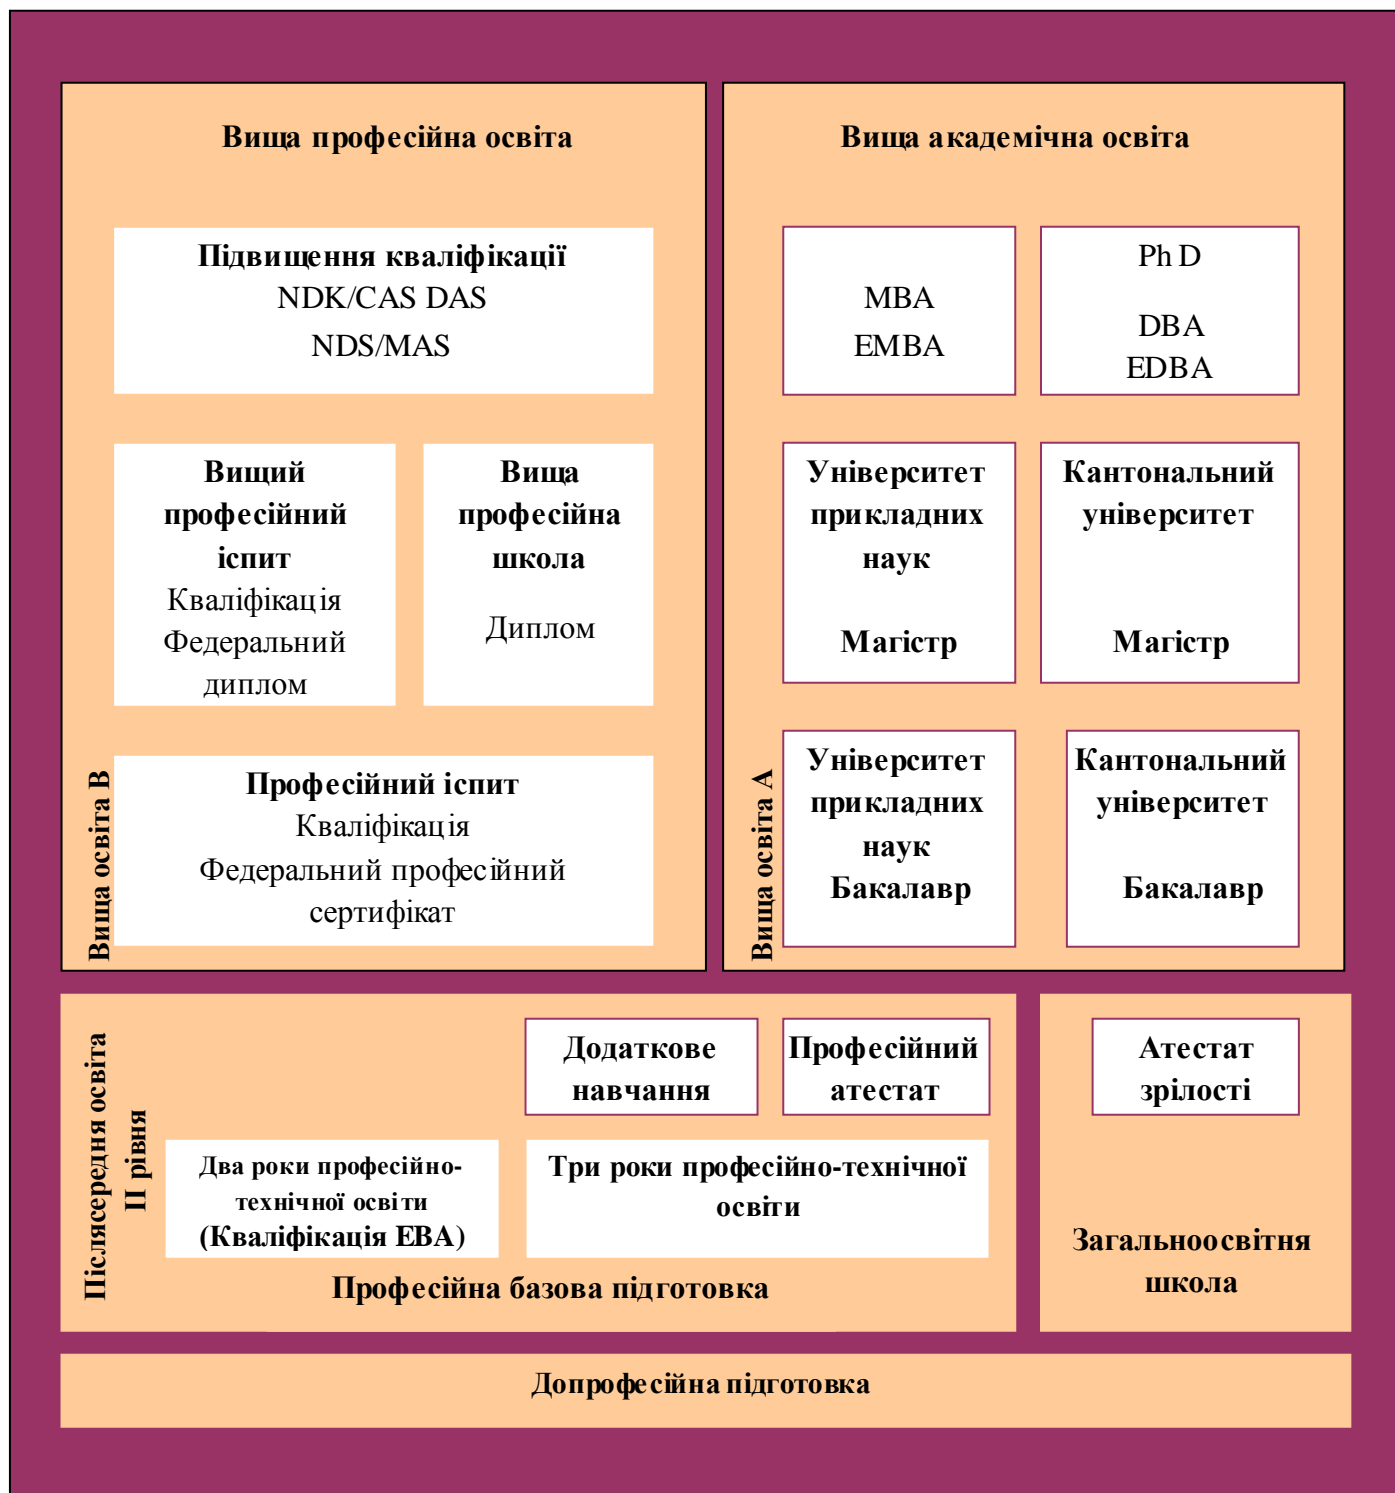 Вища професійна освіта
Підвищення кваліфікації
NDK/CAS DAS
NDS/MAS
Вищий
професійний
іспит
Кваліфікація
Федеральний
диплом
Вища
професійна
школа
Диплом
Професійний іспит
Кваліфікація
Федеральний професійний
сертифікат
Вища освіта В
Вища академічна освіта
MBA
EMBA
Ph D
DBA
EDBA
Університет
прикладних
наук
Магістр
Кантональний
університет
Магістр
Університет
прикладних
наук
Бакалавр
Кантональний
університет
Бакалавр
Вища освіта А
Післясередня освіта
ІІ рівня
Додаткове
навчання
Професійний
атестат
Два роки професійно-
технічної освіти
(Кваліфікація ЕВА)
Три роки професійно-технічної
освіти
Професійна базова підготовка
Атестат
зрілості
Загальноосвітня
школа
Допрофесійна підготовка